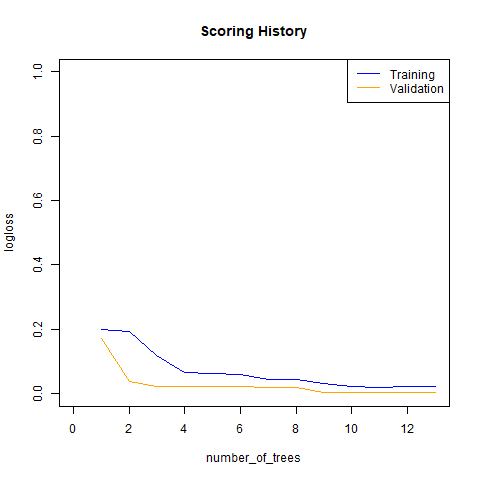 Scoring History
Training
Validation
logloss
1.0
0.8
0.6
0.4
0.2
0.0
0 2 4 6 8 10 12
number_of_trees